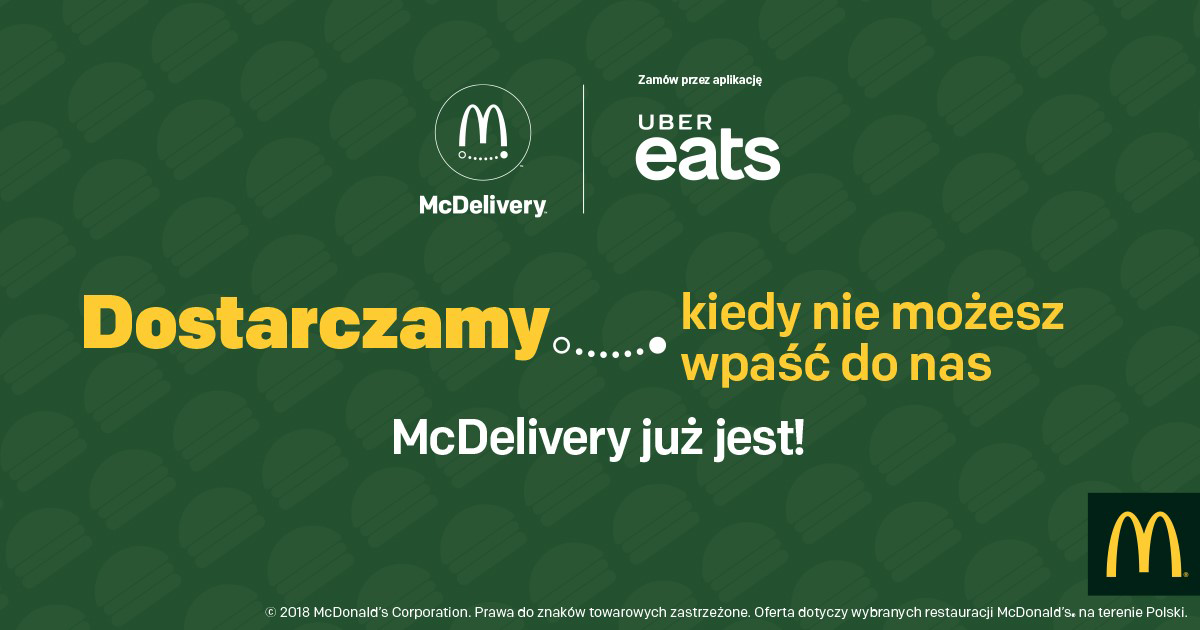 McDelivery™
Zamów przez aplikację
UBER
eats
Dostarczamy
kiedy nie możesz
wpaść do nas
McDelivery już jest!
© 2018 McDonald's Corporation. Prawa do znaków towarowych zastrzeżone. Oferta dotyczy wybranych restauracji McDonald's® na terenie Polski.